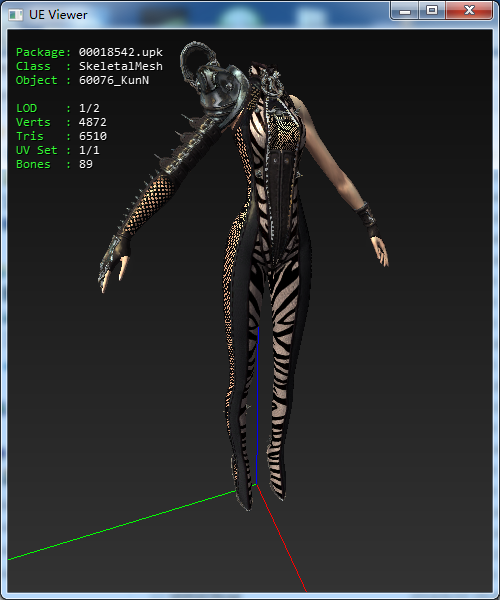 UE Viewer
Package: 00018542.upk
Class : SkeletalMesh
Object : 60076_KunN
LOD : 1/2
Verts : 4872
Tris : 6510
UV Set : 1/1
Bones : 89